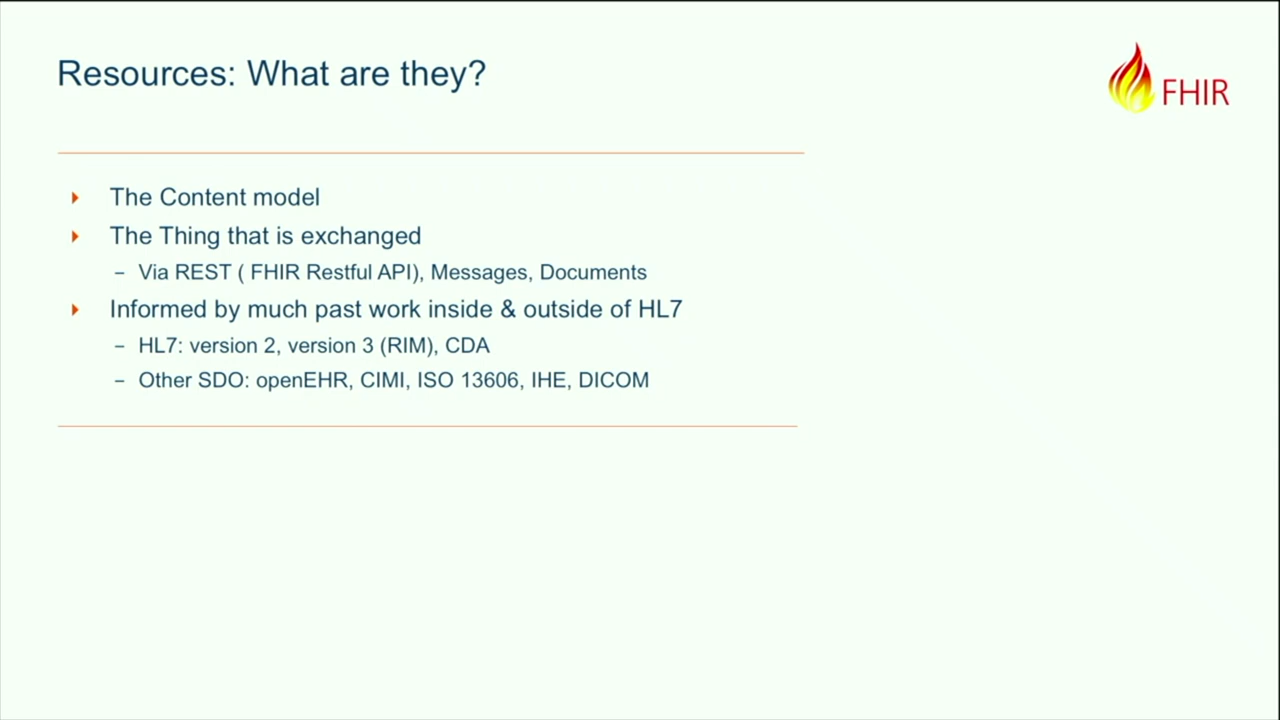 Resources: What are they?
FHIR
The Content model
The Thing that is exchanged
– Via REST ( FHIR Restful API), Messages, Documents
Informed by much past work inside & outside of HL7
– HL7: version 2, version 3 (RIM), CDA
– Other SDO: openEHR, CIMI, ISO 13606, IHE, DICOM